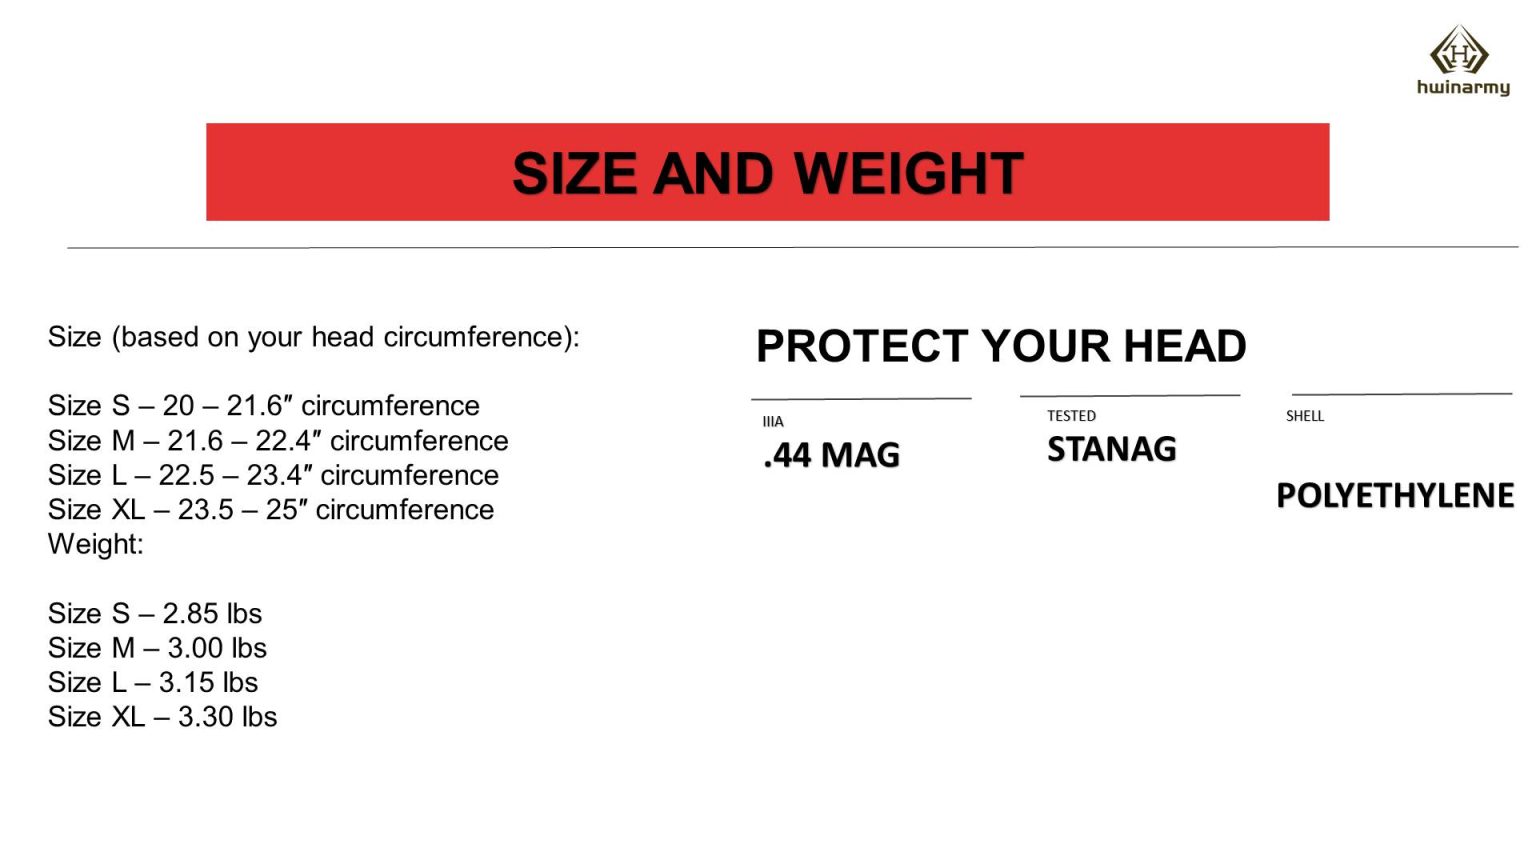 hwinarmy
SIZE AND WEIGHT
Size (based on your head circumference):
Size S – 20 – 21.6″ circumference
Size M – 21.6 – 22.4″ circumference
Size L – 22.5 – 23.4″ circumference
Size XL – 23.5 – 25″ circumference
Weight:
Size S – 2.85 lbs
Size M – 3.00 lbs
Size L – 3.15 lbs
Size XL – 3.30 lbs
PROTECT YOUR HEAD
IIIA
.44 MAG
TESTED
STANAG
SHELL
POLYETHYLENE